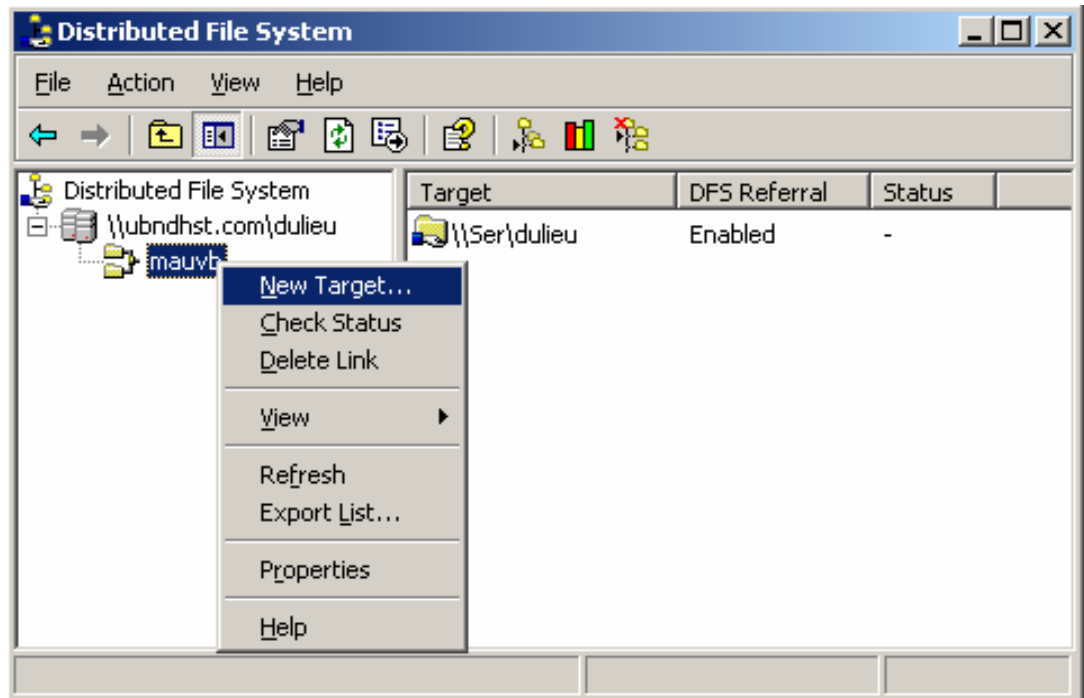 Distributed File System
File Action View Help
Distributed File System
\\ubndhst.com\dulieu
mauvb
Target DFS Referral Status
\\Ser\dulieu Enabled -
New Target...
Check Status
Delete Link
View
Refresh
Export List...
Properties
Help